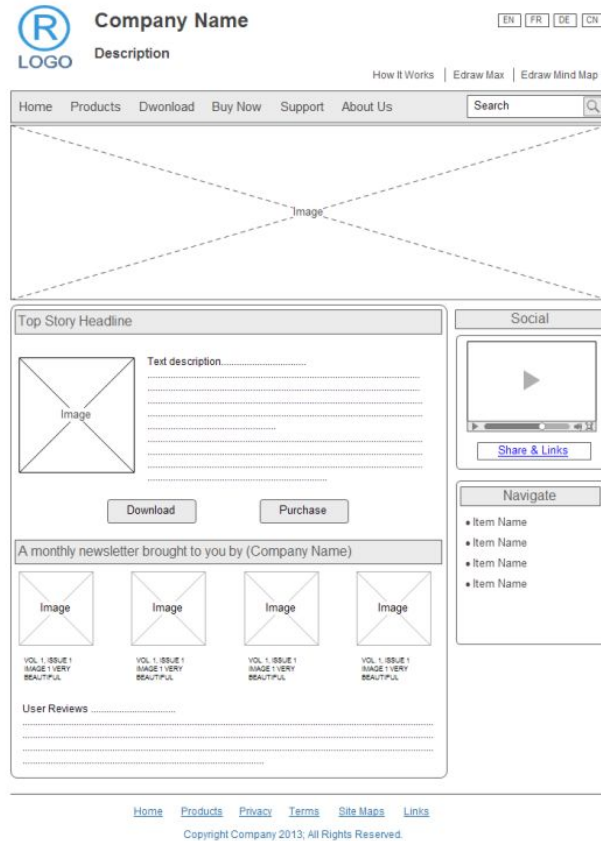 R
LOGO
Company Name
Description
EN FR DE CN
How It Works Edraw Max Edraw Mind Map
Home Products Dwonload Buy Now Support About Us
Search
Image
Top Story Headline
Image
Text description.................................
Download Purchase
A monthly newsletter brought to you by (Company Name)
Image Image Image Image
VOL. 1, ISSUE 1 VOL. 1, ISSUE 1 VOL. 1, ISSUE 1 VOL. 1, ISSUE 1
IMAGE 1 VERY IMAGE 1 VERY IMAGE 1 VERY IMAGE 1 VERY
BEAUTIFUL BEAUTIFUL BEAUTIFUL BEAUTIFUL
User Reviews .................................
Social
Share & Links
Navigate
• Item Name
• Item Name
• Item Name
• Item Name
Home Products Privacy Terms Site Maps Links
Copyright Company 2013; All Rights Reserved.